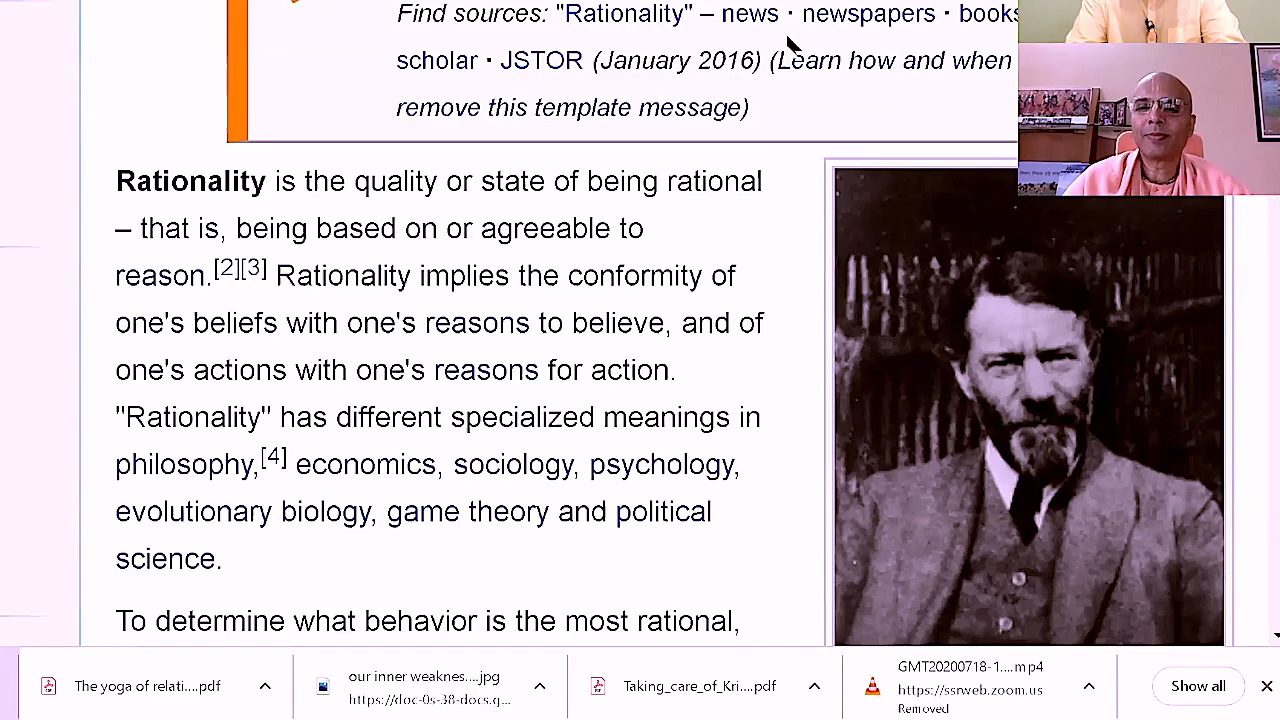 Find sources: "Rationality" – news · newspapers · books
scholar · JSTOR (January 2016) (Learn how and when
remove this template message)
Rationality is the quality or state of being rational
– that is, being based on or agreeable to
reason.[2][3] Rationality implies the conformity of
one's beliefs with one's reasons to believe, and of
one's actions with one's reasons for action.
"Rationality" has different specialized meanings in
philosophy,[4] economics, sociology, psychology,
evolutionary biology, game theory and political
science.
To determine what behavior is the most rational,
The yoga of relati....pdf
our inner weaknes....jpg
https://doc-0s-38-docs.g...
Taking_care_of_Kri....pdf
GMT20200718-1....mp4
https://ssrweb.zoom.us
Removed
Show all